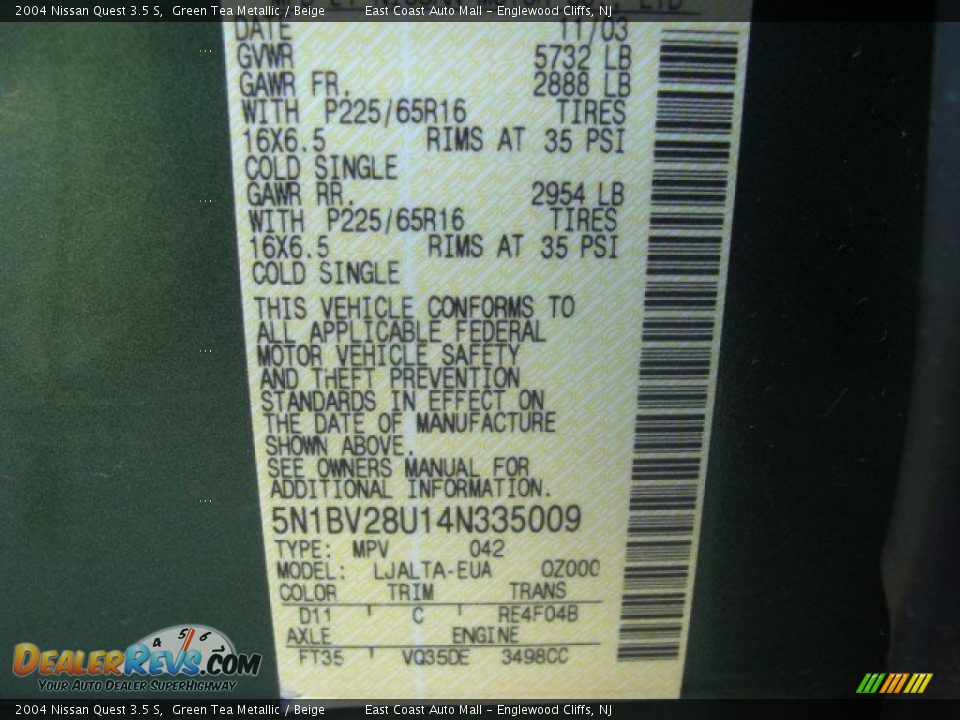 2004 Nissan Quest 3.5 S, Green Tea Metallic / Beige East Coast Auto Mall - Englewood Cliffs, NJ
LTD
DATE 11/03
GVWR 5732 LB
GAWR FR. 2888 LB
WITH P225/65R16 TIRES
16X6.5 RIMS AT 35 PSI
COLD SINGLE
GAWR RR. 2954 LB
WITH P225/65R16 TIRES
16X6.5 RIMS AT 35 PSI
COLD SINGLE
THIS VEHICLE CONFORMS TO
ALL APPLICABLE FEDERAL
MOTOR VEHICLE SAFETY
AND THEFT PREVENTION
STANDARDS IN EFFECT ON
THE DATE OF MANUFACTURE
SHOWN ABOVE.
SEE OWNERS MANUAL FOR
ADDITIONAL INFORMATION.
5N1BV28U14N335009
TYPE: MPV 042
MODEL: LJALTA-EUA 0Z000
COLOR TRIM TRANS
D11 C RE4F04B
AXLE ENGINE
FT35 VQ35DE 3498CC
4 5 6
DEALERREVS.COM
YOUR AUTO DEALER SUPERHIGHWAY
2004 Nissan Quest 3.5 S, Green Tea Metallic / Beige East Coast Auto Mall - Englewood Cliffs, NJ